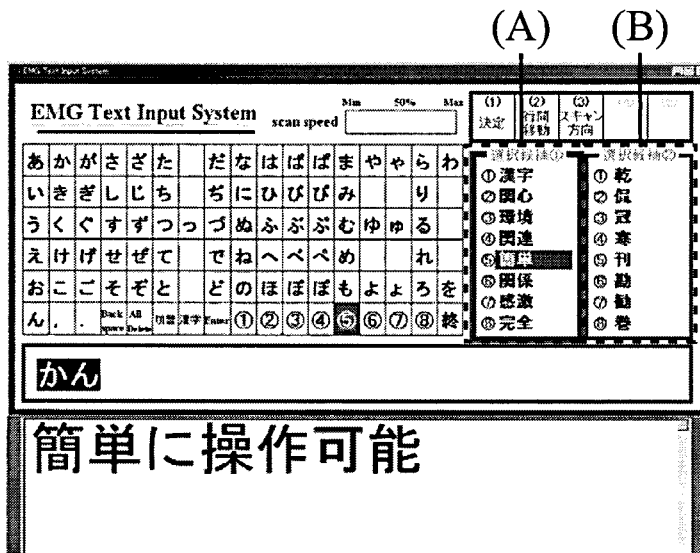 (A) (B)
EMG Text Input System
EMG Text Input System
scan speed
Min 50% Max
(1) 決定
(2) 行間移動
(3) スキャン方向
あ か が さ ざ た だ な は ば ぱ ま や ゃ ら わ
い き ぎ し じ ち ぢ に ひ び ぴ み り
う く ぐ す ず つ っ づ ぬ ふ ぶ ぷ む ゆ ゅ る
え け げ せ ぜ て で ね へ べ ぺ め れ
お こ ご そ ぞ と ど の ほ ぼ ぽ も よ ょ ろ を
ん , . Back space All Delete 切替 漢字 Enter ① ② ③ ④ ⑤ ⑥ ⑦ ⑧ 終
選択候補①
①漢字
②関心
③環境
④関連
⑤簡単
⑥関係
⑦感激
⑧完全
選択候補②
①乾
②侃
③冠
④寒
⑤刊
⑥勘
⑦勧
⑧巻
かん
簡単に操作可能